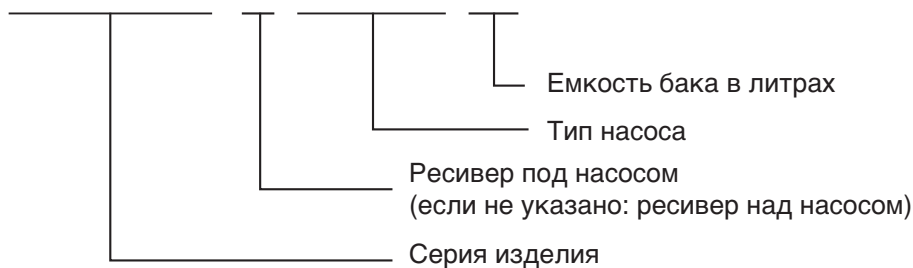 Емкость бака в литрах
Тип насоса
Ресивер под насосом
(если не указано: ресивер над насосом)
Серия изделия